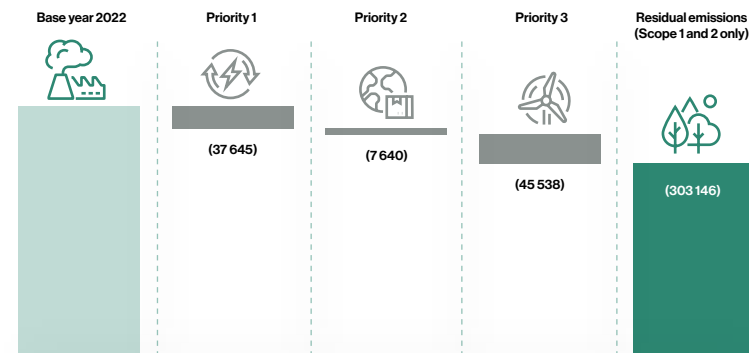 Base year 2022
Priority 1
Priority 2
Priority 3
Residual emissions
(Scope 1 and 2 only)
(37 645)
(7 640)
(45 538)
(303 146)